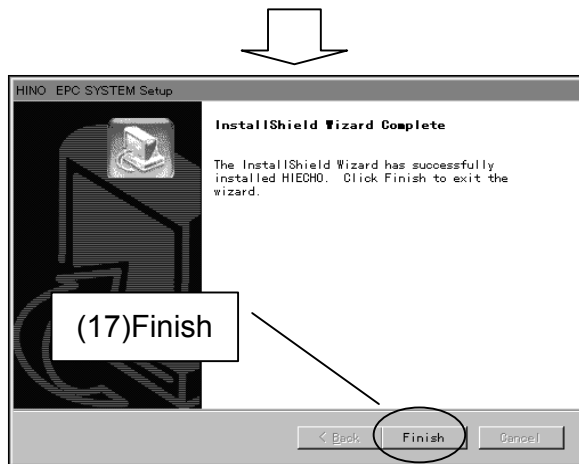 HINO EPC SYSTEM Setup
InstallShield Wizard Complete
The InstallShield Wizard has successfully
installed HIECHO. Click Finish to exit the
wizard.
(17)Finish
< Back
Finish
Cancel